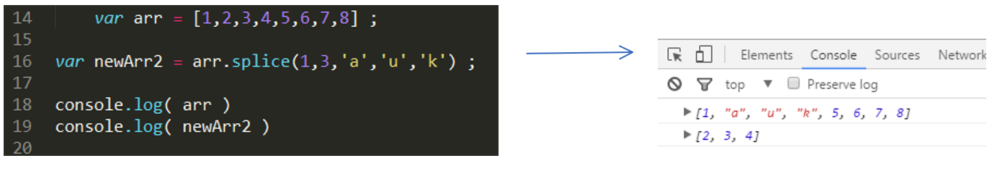 14 var arr = [1,2,3,4,5,6,7,8] ;
15
16 var newArr2 = arr.splice(1,3,'a','u','k') ;
17
18 console.log( arr )
19 console.log( newArr2 )
20
Elements Console Sources Network
top ▼ Preserve log
▶[1, "a", "u", "k", 5, 6, 7, 8]
▶[2, 3, 4]